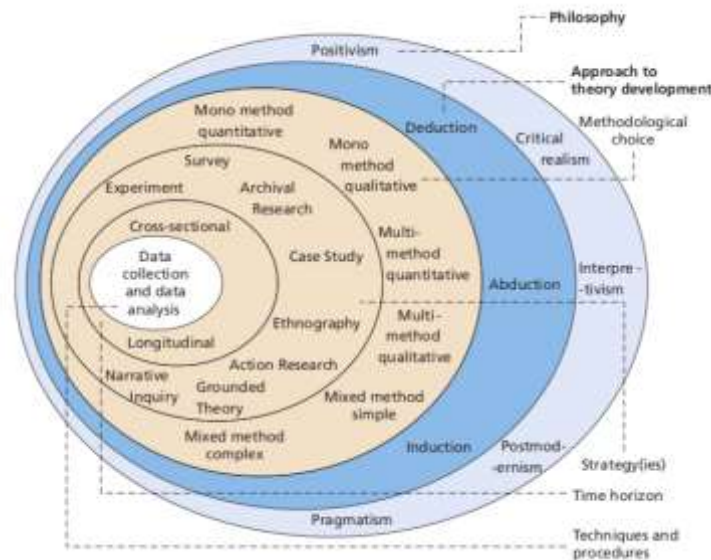 Philosophy
Positivism
Approach to
theory development
Mono method
quantitative
Deduction
Methodological
choice
Critical
realism
Mono
method
qualitative
Survey
Experiment
Archival
Research
Cross-sectional
Data
collection
and data
analysis
Case Study
Multi-
method
quantitative
Abduction
Interpre-
-tivism
Ethnography
Multi-
method
qualitative
Longitudinal
Action Research
Narrative
Inquiry
Grounded
Theory
Mixed method
simple
Mixed method
complex
Induction
Postmod-
-ernism
Strategy(ies)
Time horizon
Pragmatism
Techniques and
procedures